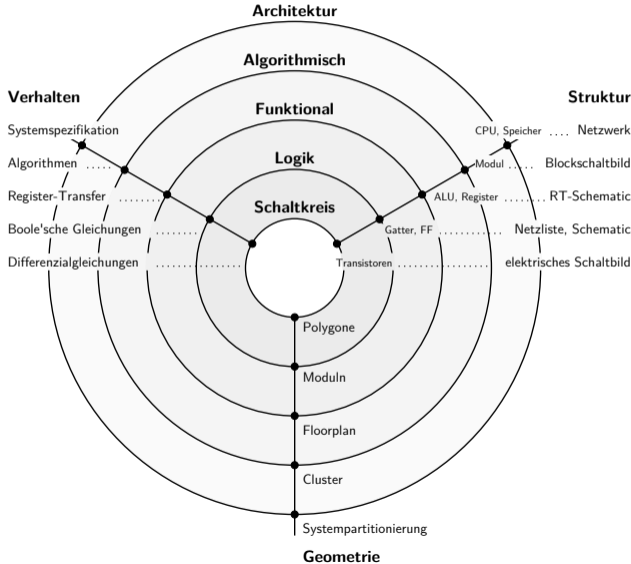 Architektur
Algorithmisch
Verhalten
Struktur
Funktional
Systemspezifikation
CPU, Speicher .... Netzwerk
Logik
Algorithmen ......
Modul ...... Blockschaltbild
Register-Transfer ..........
ALU, Register ........ RT-Schematic
Schaltkreis
Boole'sche Gleichungen ............
Gatter, FF ................ Netzliste, Schematic
Differenzialgleichungen ....................
Transistoren ...................... elektrisches Schaltbild
Polygone
Moduln
Floorplan
Cluster
Systempartitionierung
Geometrie